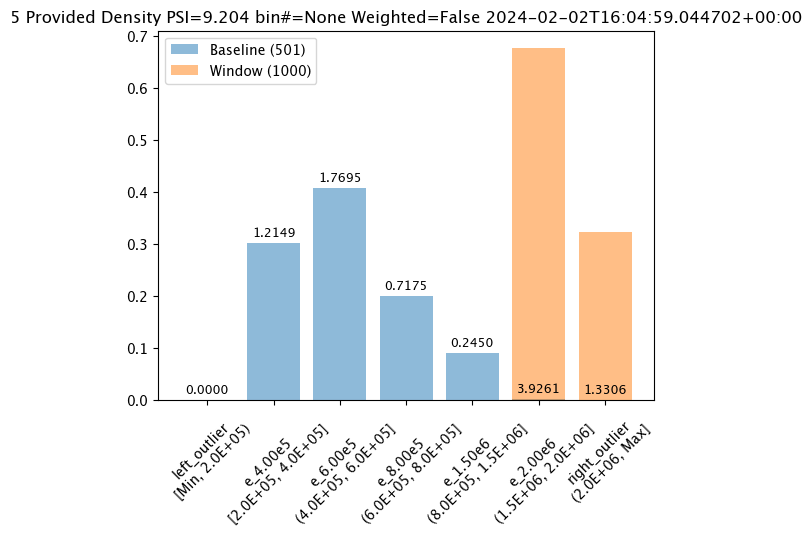 5 Provided Density PSI=9.204 bin#=None Weighted=False 2024-02-02T16:04:59.044702+00:00
Baseline (501)
Window (1000)
0.7
0.6
0.5
0.4
0.3
0.2
0.1
0.0
0.0000
1.2149
1.7695
0.7175
0.2450
3.9261
1.3306
left_outlier
[Min, 2.0E+05)
e_4.00e5
[2.0E+05, 4.0E+05]
e_6.00e5
(4.0E+05, 6.0E+05]
e_8.00e5
(6.0E+05, 8.0E+05]
e_1.50e6
(8.0E+05, 1.5E+06]
e_2.00e6
(1.5E+06, 2.0E+06]
right_outlier
(2.0E+06, Max]